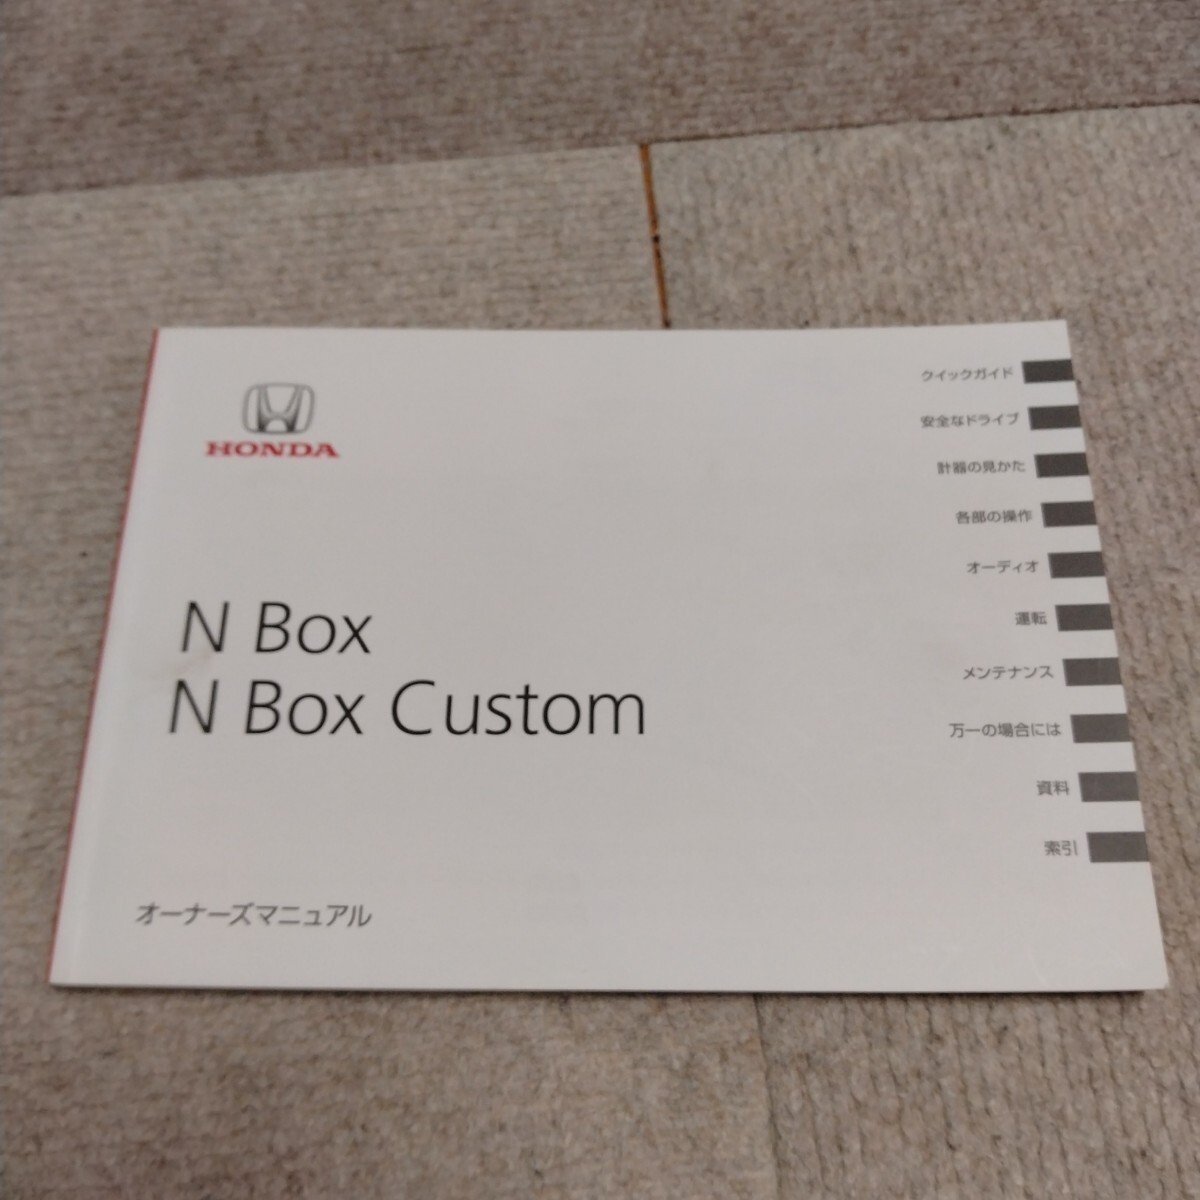 HONDA
N Box
N Box Custom
オーナーズマニュアル
クイックガイド
安全なドライブ
計器の見かた
各部の操作
オーディオ
運転
メンテナンス
万一の場合には
資料
索引